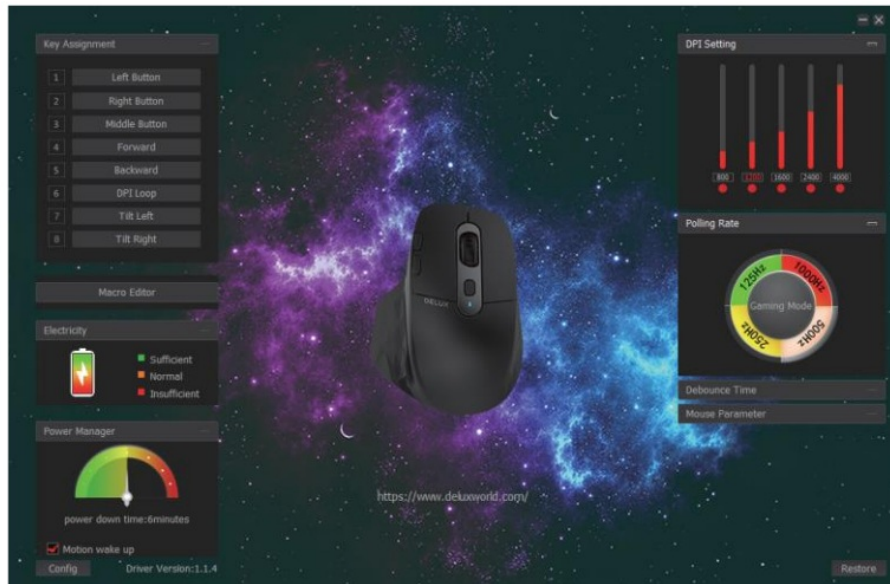 Key Assignment
1 Left Button
2 Right Button
3 Middle Button
4 Forward
5 Backward
6 DPI Loop
7 Tilt Left
8 Tilt Right
Macro Editor
Electricity
Sufficient
Normal
Insufficient
Power Manager
power down time:6minutes
Motion wake up
Config
Driver Version:1.1.4
DELUX
https://www.deluxworld.com/
DPI Setting
800 1200 1600 2400 4000
Polling Rate
125Hz 1000Hz
Gaming Mode
250Hz 500Hz
Debounce Time
Mouse Parameter
Restore